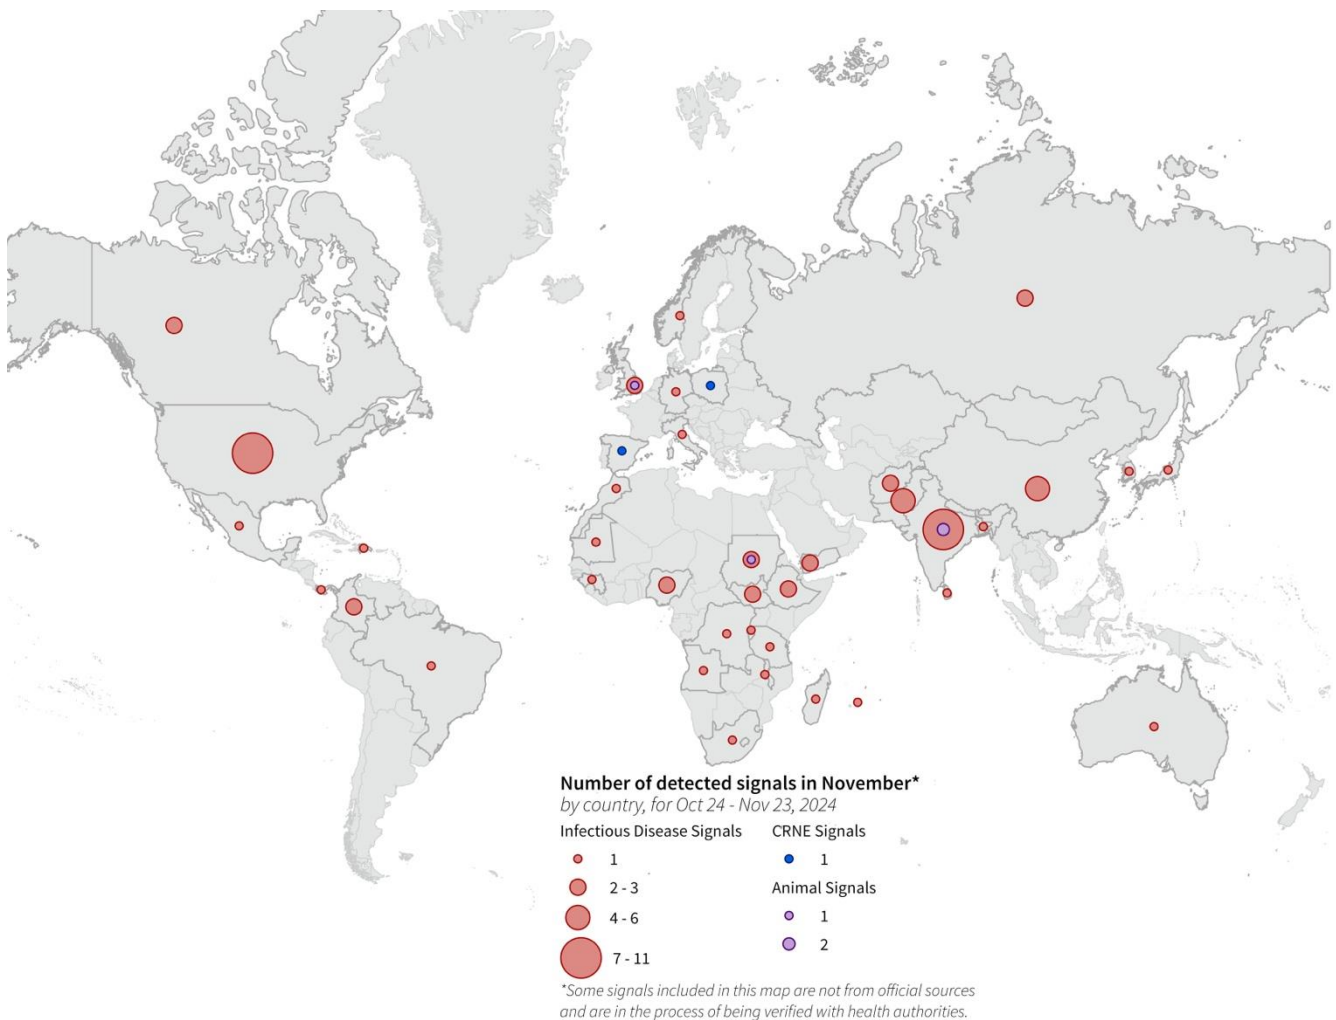 Number of detected signals in November*
by country, for Oct 24 - Nov 23, 2024
Infectious Disease Signals
1
2 - 3
4 - 6
7 - 11
CRNE Signals
1
Animal Signals
1
2
*Some signals included in this map are not from official sources
and are in the process of being verified with health authorities.